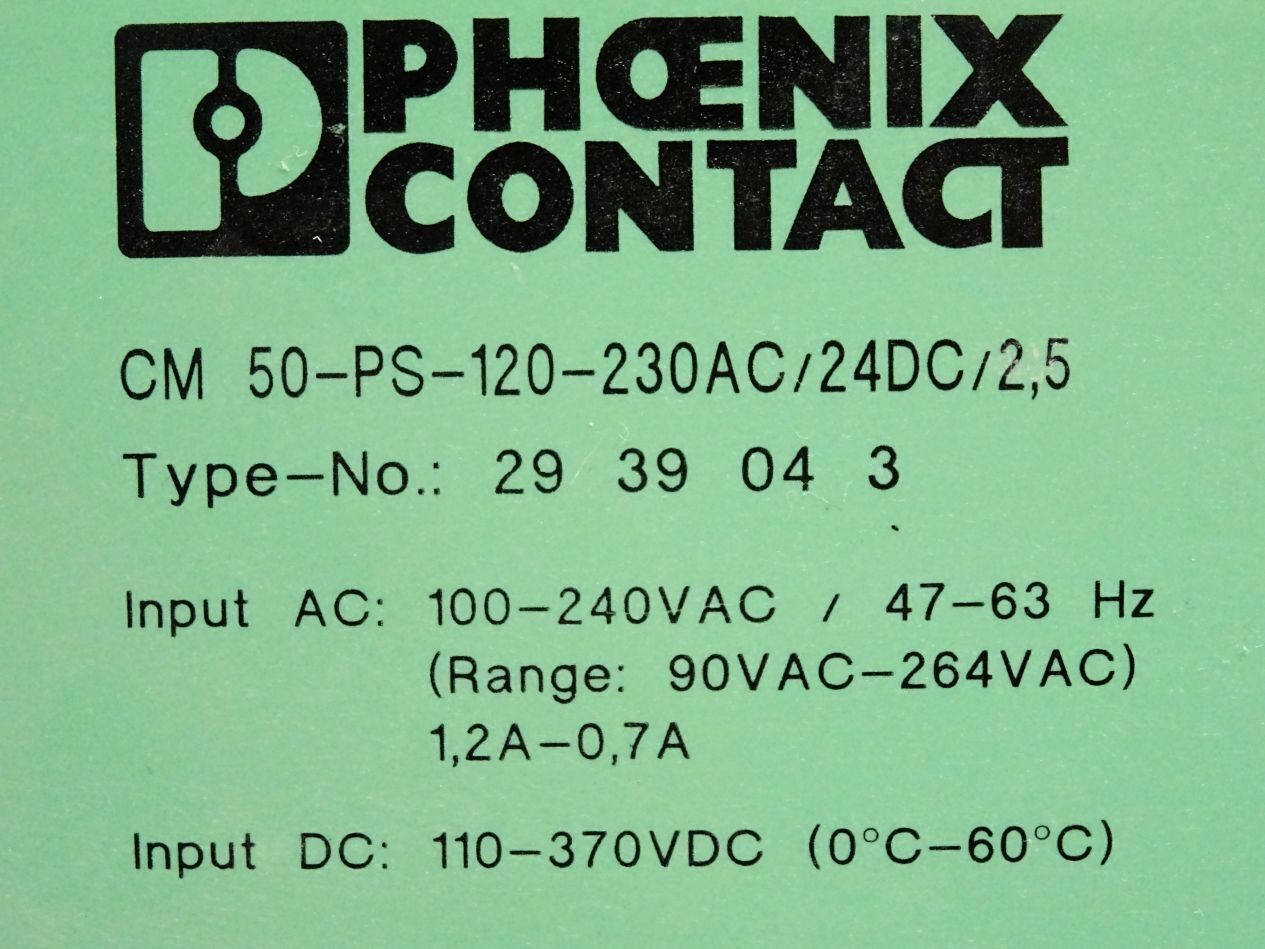 PHŒNIX
CONTACT
CM 50-PS-120-230AC/24DC/2,5
Type-No.: 29 39 04 3
Input AC: 100-240VAC / 47-63 Hz
(Range: 90VAC-264VAC)
1,2A-0,7A
Input DC: 110-370VDC (0°C-60°C)